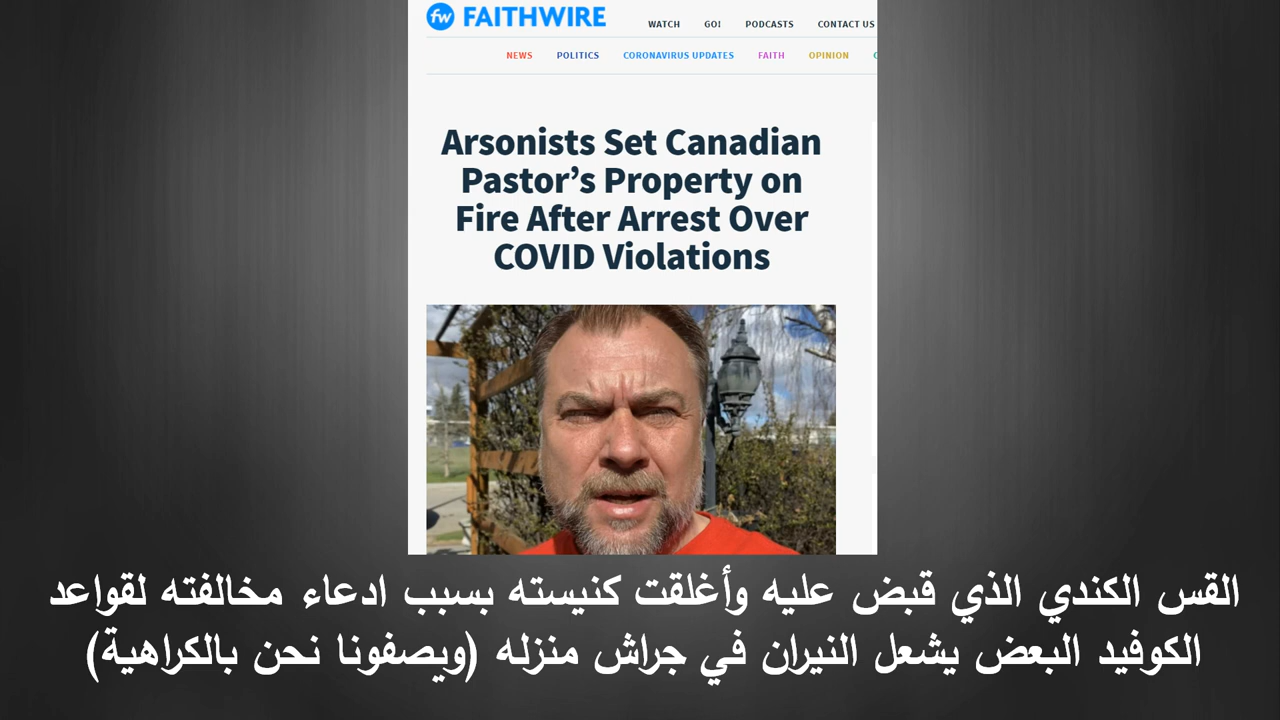 fw FAITHWIRE
WATCH GO! PODCASTS CONTACT US
NEWS POLITICS CORONAVIRUS UPDATES FAITH OPINION
Arsonists Set Canadian
Pastor’s Property on
Fire After Arrest Over
COVID Violations
القس الكندي الذي قبض عليه وأغلقت كنيسته بسبب ادعاء مخالفته لقواعد
الكوفيد البعض يشعل النيران في جراش منزله (ويصفونا نحن بالكراهية)